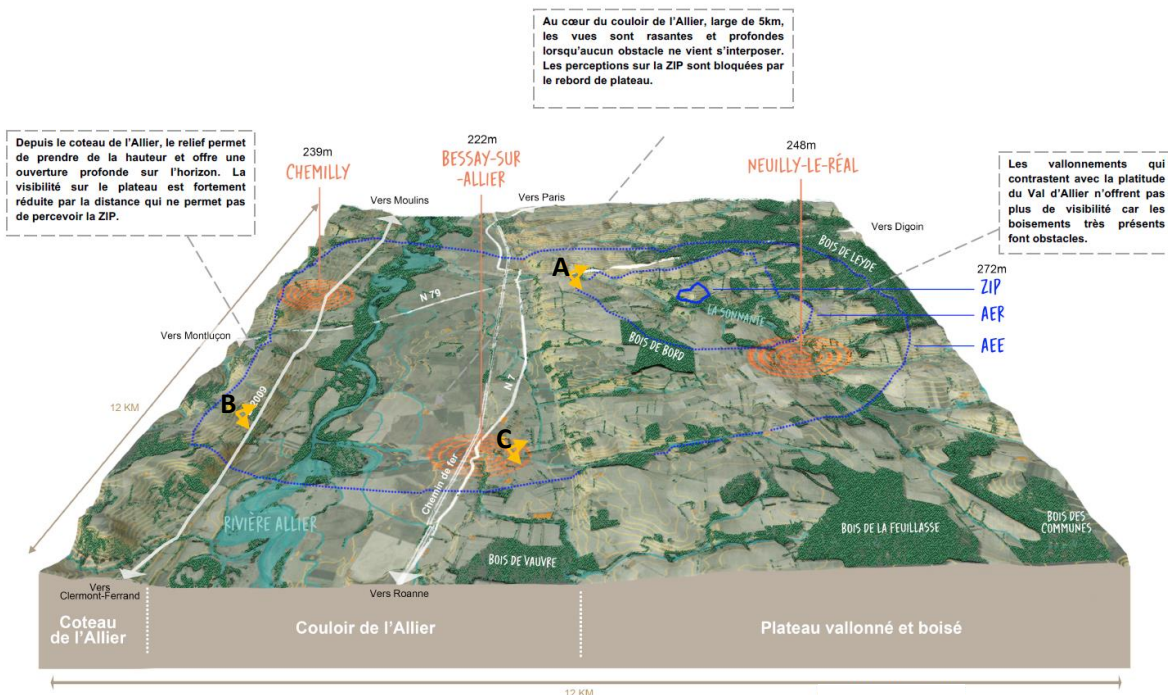 Au cœur du couloir de l'Allier, large de 5km,
les vues sont rasantes et profondes
lorsqu'aucun obstacle ne vient s'interposer.
Les perceptions sur la ZIP sont bloquées par
le rebord de plateau.
Depuis le coteau de l'Allier, le relief permet
de prendre de la hauteur et offre une
ouverture profonde sur l'horizon. La
visibilité sur le plateau est fortement
réduite par la distance qui ne permet pas
de percevoir la ZIP.
239m
CHEMILLY
222m
BESSAY-SUR
-ALLIER
248m
NEUILLY-LE-RÉAL
Les vallonnements qui
contrastent avec la platitude
du Val d'Allier n'offrent pas
plus de visibilité car les
boisements très présents
font obstacles.
Vers Moulins
Vers Paris
Vers Digoin
BOIS DE LEYDE
272m
A
ZIP
LA SONNANTE
AER
AEE
N 79
Vers Montluçon
BOIS DE BORD
N 7
12 KM
B
2009
C
Chemin de fer
RIVIÈRE ALLIER
BOIS DE VAUVRE
BOIS DE LA FEUILLASSE
BOIS DES
COMMUNES
Vers
Clermont-Ferrand
Vers Roanne
Coteau
de l'Allier
Couloir de l'Allier
Plateau vallonné et boisé
12 KM